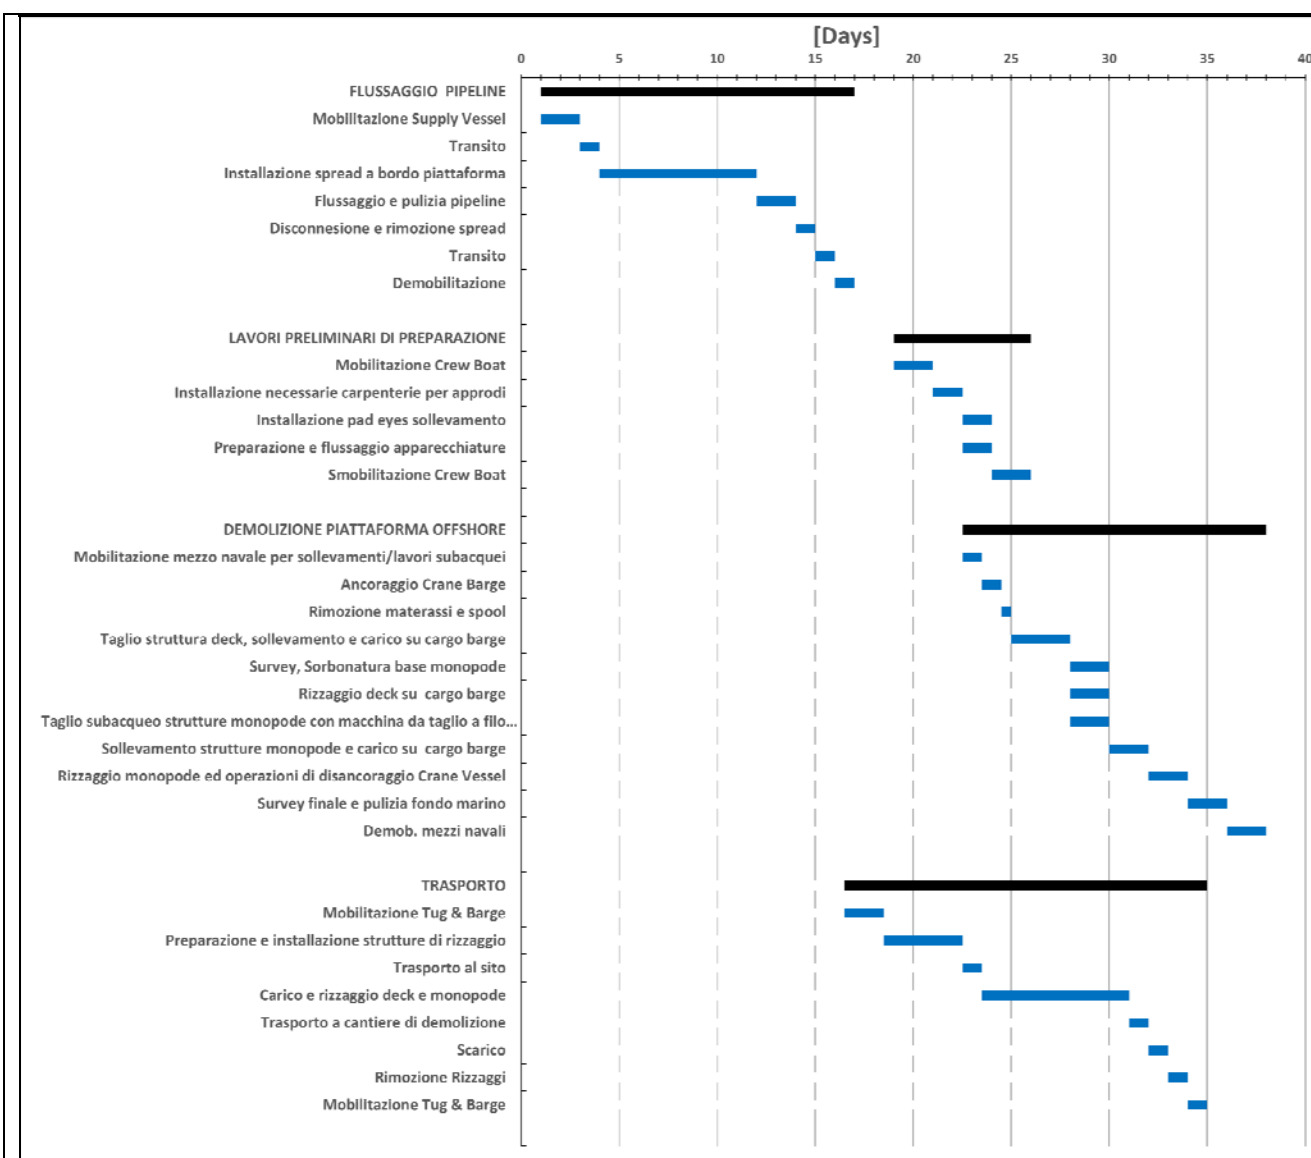 [Days]
0 5 10 15 20 25 30 35 40
FLUSSAGGIO PIPELINE
Mobilitazione Supply Vessel
Transito
Installazione spread a bordo piattaforma
Flussaggio e pulizia pipeline
Disconnesione e rimozione spread
Transito
Demobilitazione
LAVORI PRELIMINARI DI PREPARAZIONE
Mobilitazione Crew Boat
Installazione necessarie carpenterie per approdi
Installazione pad eyes sollevamento
Preparazione e flussaggio apparecchiature
Smobilitazione Crew Boat
DEMOLIZIONE PIATTAFORMA OFFSHORE
Mobilitazione mezzo navale per sollevamenti/lavori subacquei
Ancoraggio Crane Barge
Rimozione materassi e spool
Taglio struttura deck, sollevamento e carico su cargo barge
Survey, Sorbonatura base monopode
Rizzaggio deck su cargo barge
Taglio subacqueo strutture monopode con macchina da taglio a filo...
Sollevamento strutture monopode e carico su cargo barge
Rizzaggio monopode ed operazioni di disancoraggio Crane Vessel
Survey finale e pulizia fondo marino
Demob. mezzi navali
TRASPORTO
Mobilitazione Tug & Barge
Preparazione e installazione strutture di rizzaggio
Trasporto al sito
Carico e rizzaggio deck e monopode
Trasporto a cantiere di demolizione
Scarico
Rimozione Rizzaggi
Mobilitazione Tug & Barge